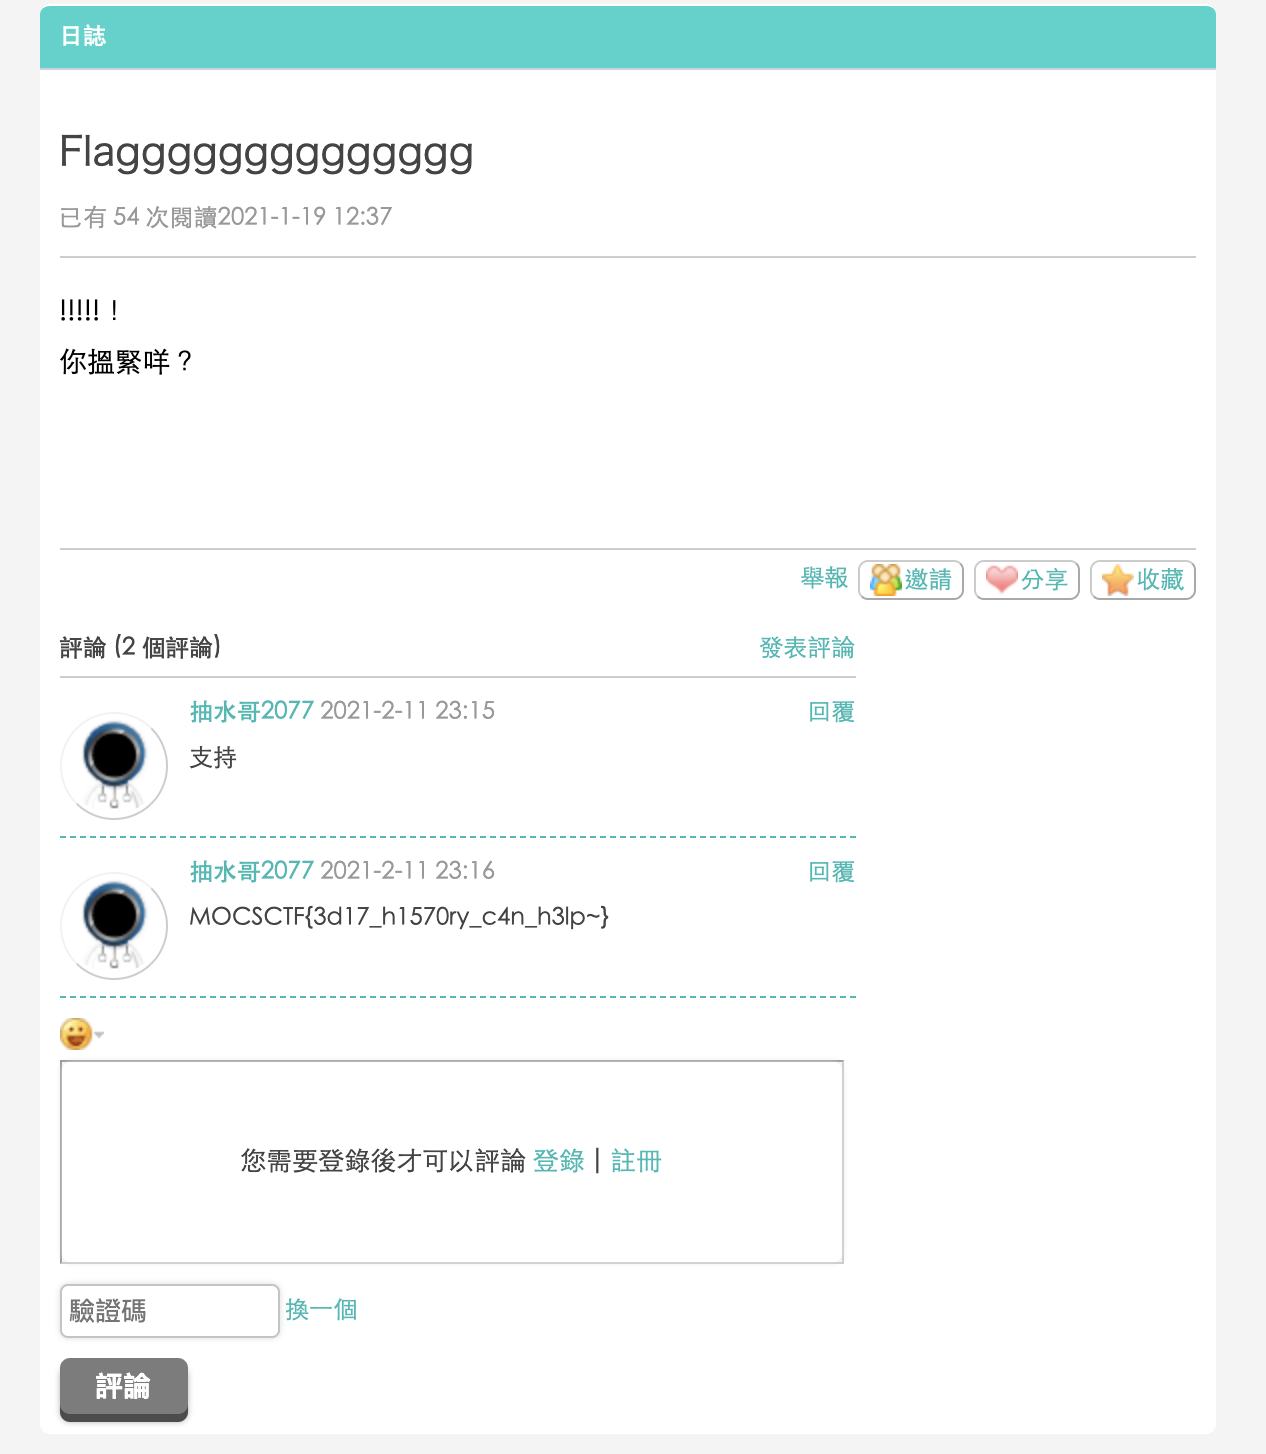 日誌
Flagggggggggggggg
已有 54 次閱讀2021-1-19 12:37
!!!!! !
你搵緊咩？
舉報 邀請 分享 收藏
評論 (2 個評論) 發表評論
抽水哥2077 2021-2-11 23:15 回覆
支持
抽水哥2077 2021-2-11 23:16 回覆
MOCSCTF{3d17_h1570ry_c4n_h3lp~}
您需要登錄後才可以評論 登錄 | 註冊
驗證碼 換一個
評論